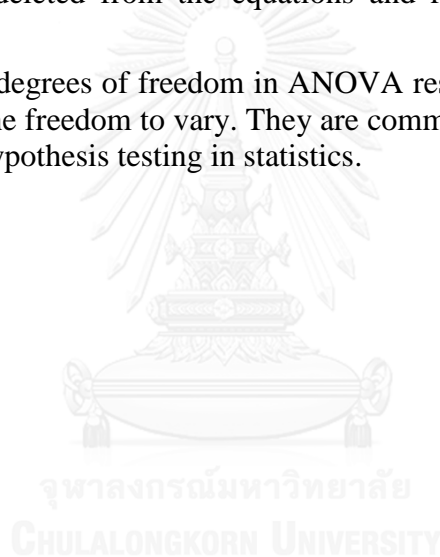 deleted from the equations and
degrees of freedom in ANOVA res
ne freedom to vary. They are comm
ypothesis testing in statistics.
จุฬาลงกรณ์มหาวิทยาลัย
CHULALONGKORN UNIVERSITY